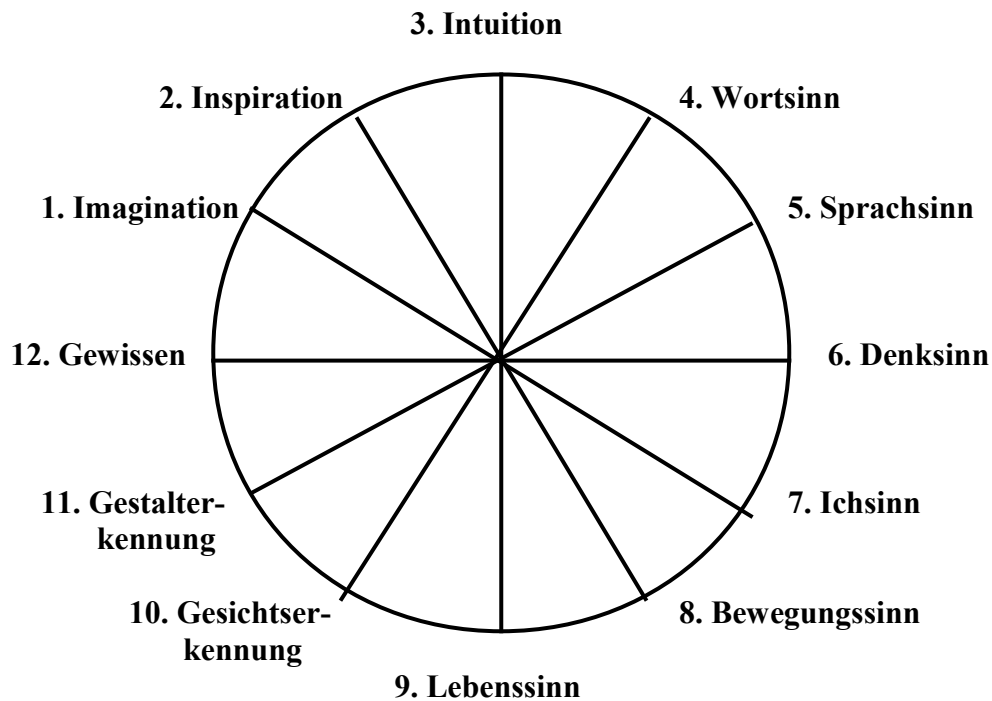 3. Intuition
2. Inspiration
4. Wortsinn
1. Imagination
5. Sprachsinn
12. Gewissen
6. Denksinn
11. Gestalter-
kennung
7. Ichsinn
10. Gesichtser-
kennung
8. Bewegungssinn
9. Lebenssinn